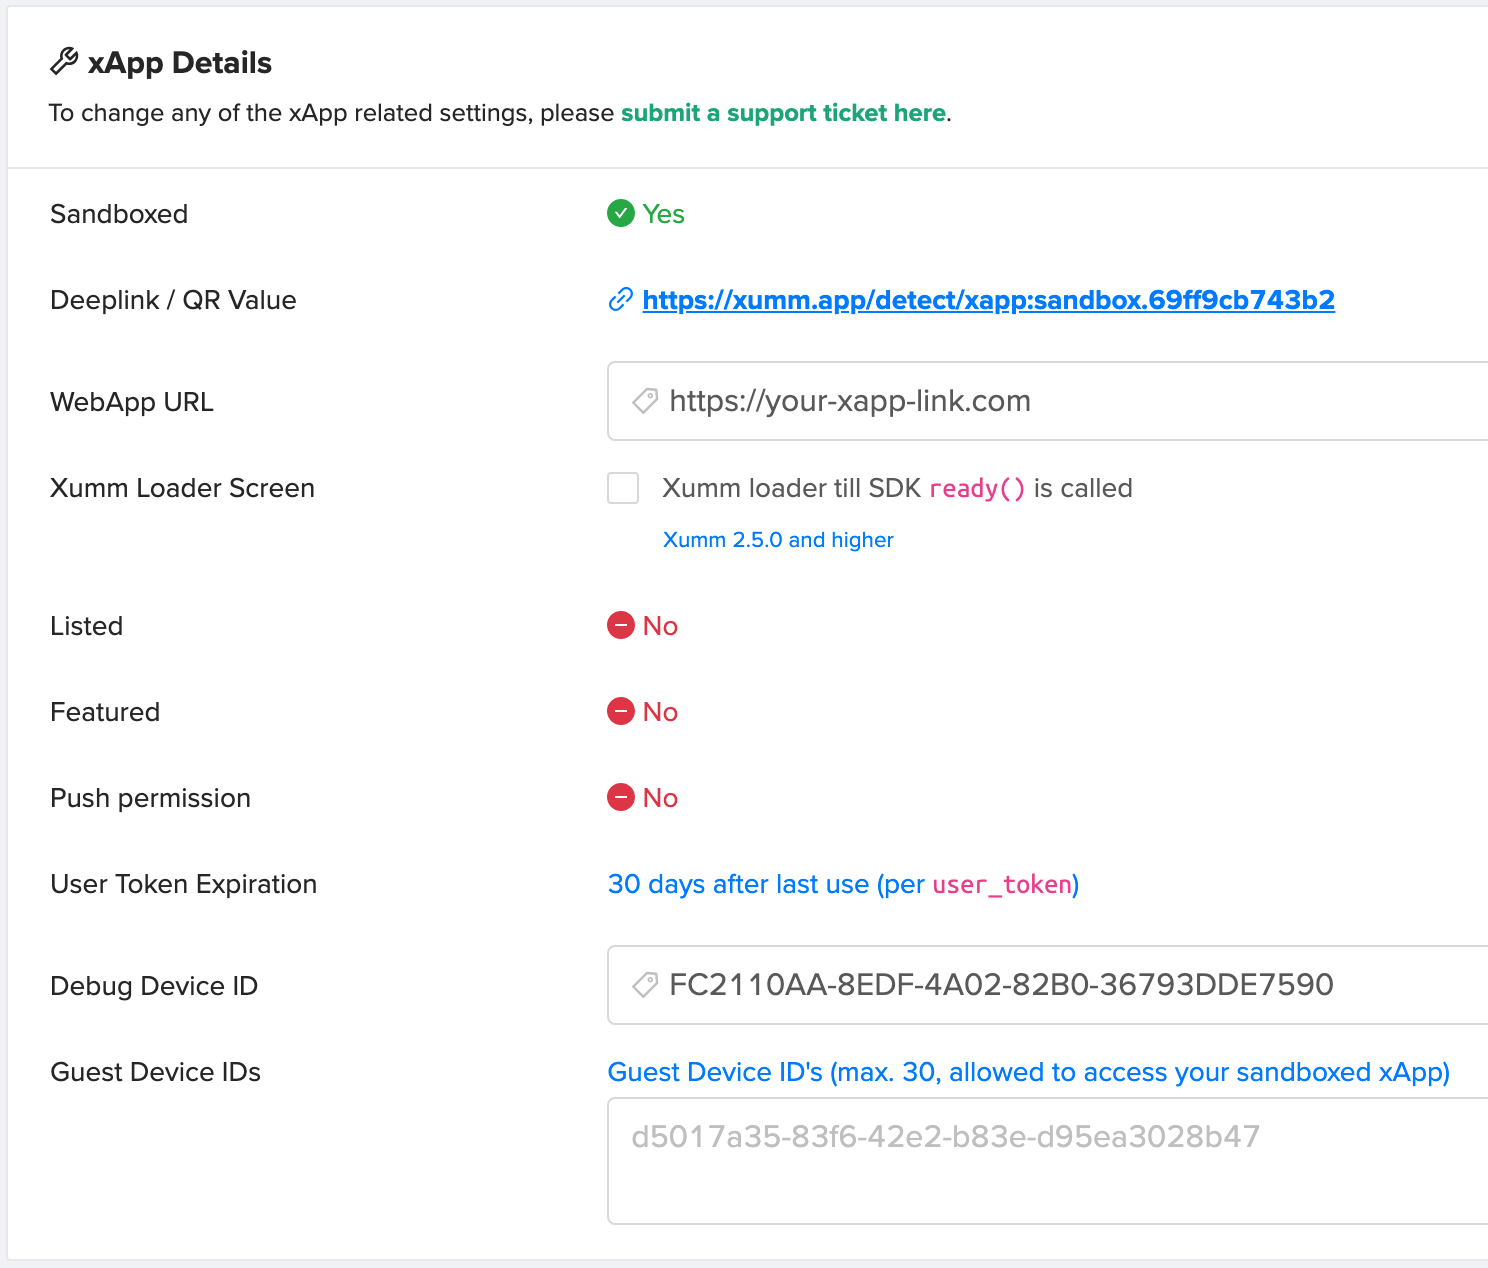 xApp Details
To change any of the xApp related settings, please submit a support ticket here.
Sandboxed
Yes
Deeplink / QR Value
https://xumm.app/detect/xapp:sandbox.69ff9cb743b2
WebApp URL
https://your-xapp-link.com
Xumm Loader Screen
Xumm loader till SDK ready() is called
Xumm 2.5.0 and higher
Listed
No
Featured
No
Push permission
No
User Token Expiration
30 days after last use (per user_token)
Debug Device ID
FC2110AA-8EDF-4A02-82B0-36793DDE7590
Guest Device IDs
Guest Device ID's (max. 30, allowed to access your sandboxed xApp)
d5017a35-83f6-42e2-b83e-d95ea3028b47